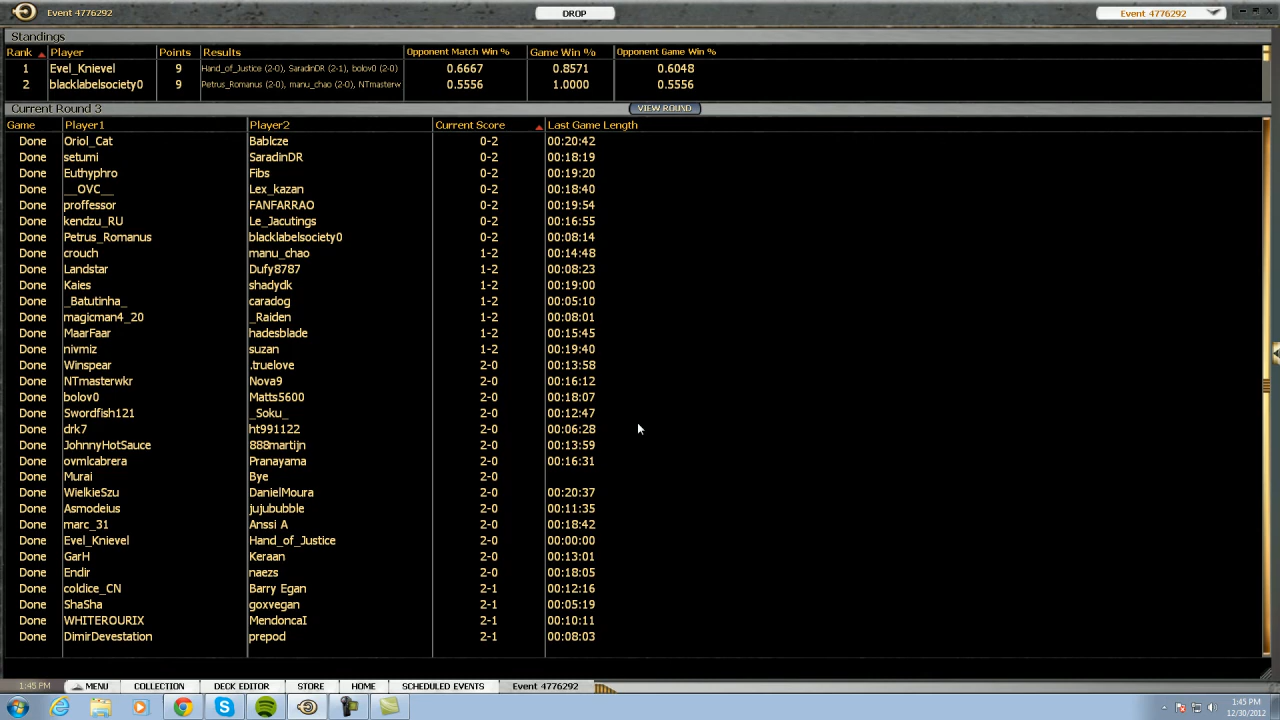 Event 4776292 DROP Event 4776292
Standings
Rank Player Points Results Opponent Match Win % Game Win % Opponent Game Win %
1 Evel_Knievel 9 Hand_of_Justice (2-0), SaradinDR (2-1), bolov0 (2-0) 0.6667 0.8571 0.6048
2 blacklabelsociety0 9 Petrus_Romanus (2-0), manu_chao (2-0), NTmasterw 0.5556 1.0000 0.5556
Current Round 3 VIEW ROUND
Game Player1 Player2 Current Score Last Game Length
Done Oriol_Cat Bablcze 0-2 00:20:42
Done setumi SaradinDR 0-2 00:18:19
Done Euthyphro Fibs 0-2 00:19:20
Done __OVC__ Lex_kazan 0-2 00:18:40
Done proffessor FANFARRAO 0-2 00:19:54
Done kendzu_RU Le_Jacutings 0-2 00:16:55
Done Petrus_Romanus blacklabelsociety0 0-2 00:08:14
Done crouch manu_chao 1-2 00:14:48
Done Landstar Dufy8787 1-2 00:08:23
Done Kaies shadydk 1-2 00:19:00
Done _Batutinha_ caradog 1-2 00:05:10
Done magicman4_20 _Raiden 1-2 00:08:01
Done MaarFaar hadesblade 1-2 00:15:45
Done nivmiz suzan 1-2 00:19:40
Done Winspear .truelove 2-0 00:13:58
Done NTmasterwkr Nova9 2-0 00:16:12
Done bolov0 Matts5600 2-0 00:18:07
Done Swordfish121 _Soku_ 2-0 00:12:47
Done drk7 ht991122 2-0 00:06:28
Done JohnnyHotSauce 888martijn 2-0 00:13:59
Done ovmlcabrera Pranayama 2-0 00:16:31
Done Murai Bye 2-0
Done WielkieSzu DanielMoura 2-0 00:20:37
Done Asmodeius jujububble 2-0 00:11:35
Done marc_31 Anssi A 2-0 00:18:42
Done Evel_Knievel Hand_of_Justice 2-0 00:00:00
Done GarH Keraan 2-0 00:13:01
Done Endir naezs 2-0 00:18:05
Done coldice_CN Barry Egan 2-1 00:12:16
Done ShaSha goxvegan 2-1 00:05:19
Done WHITEROURIX MendoncaI 2-1 00:10:11
Done DimirDevestation prepod 2-1 00:08:03
1:45 PM MENU COLLECTION DECK EDITOR STORE HOME SCHEDULED EVENTS Event 4776292
1:45 PM
12/30/2012